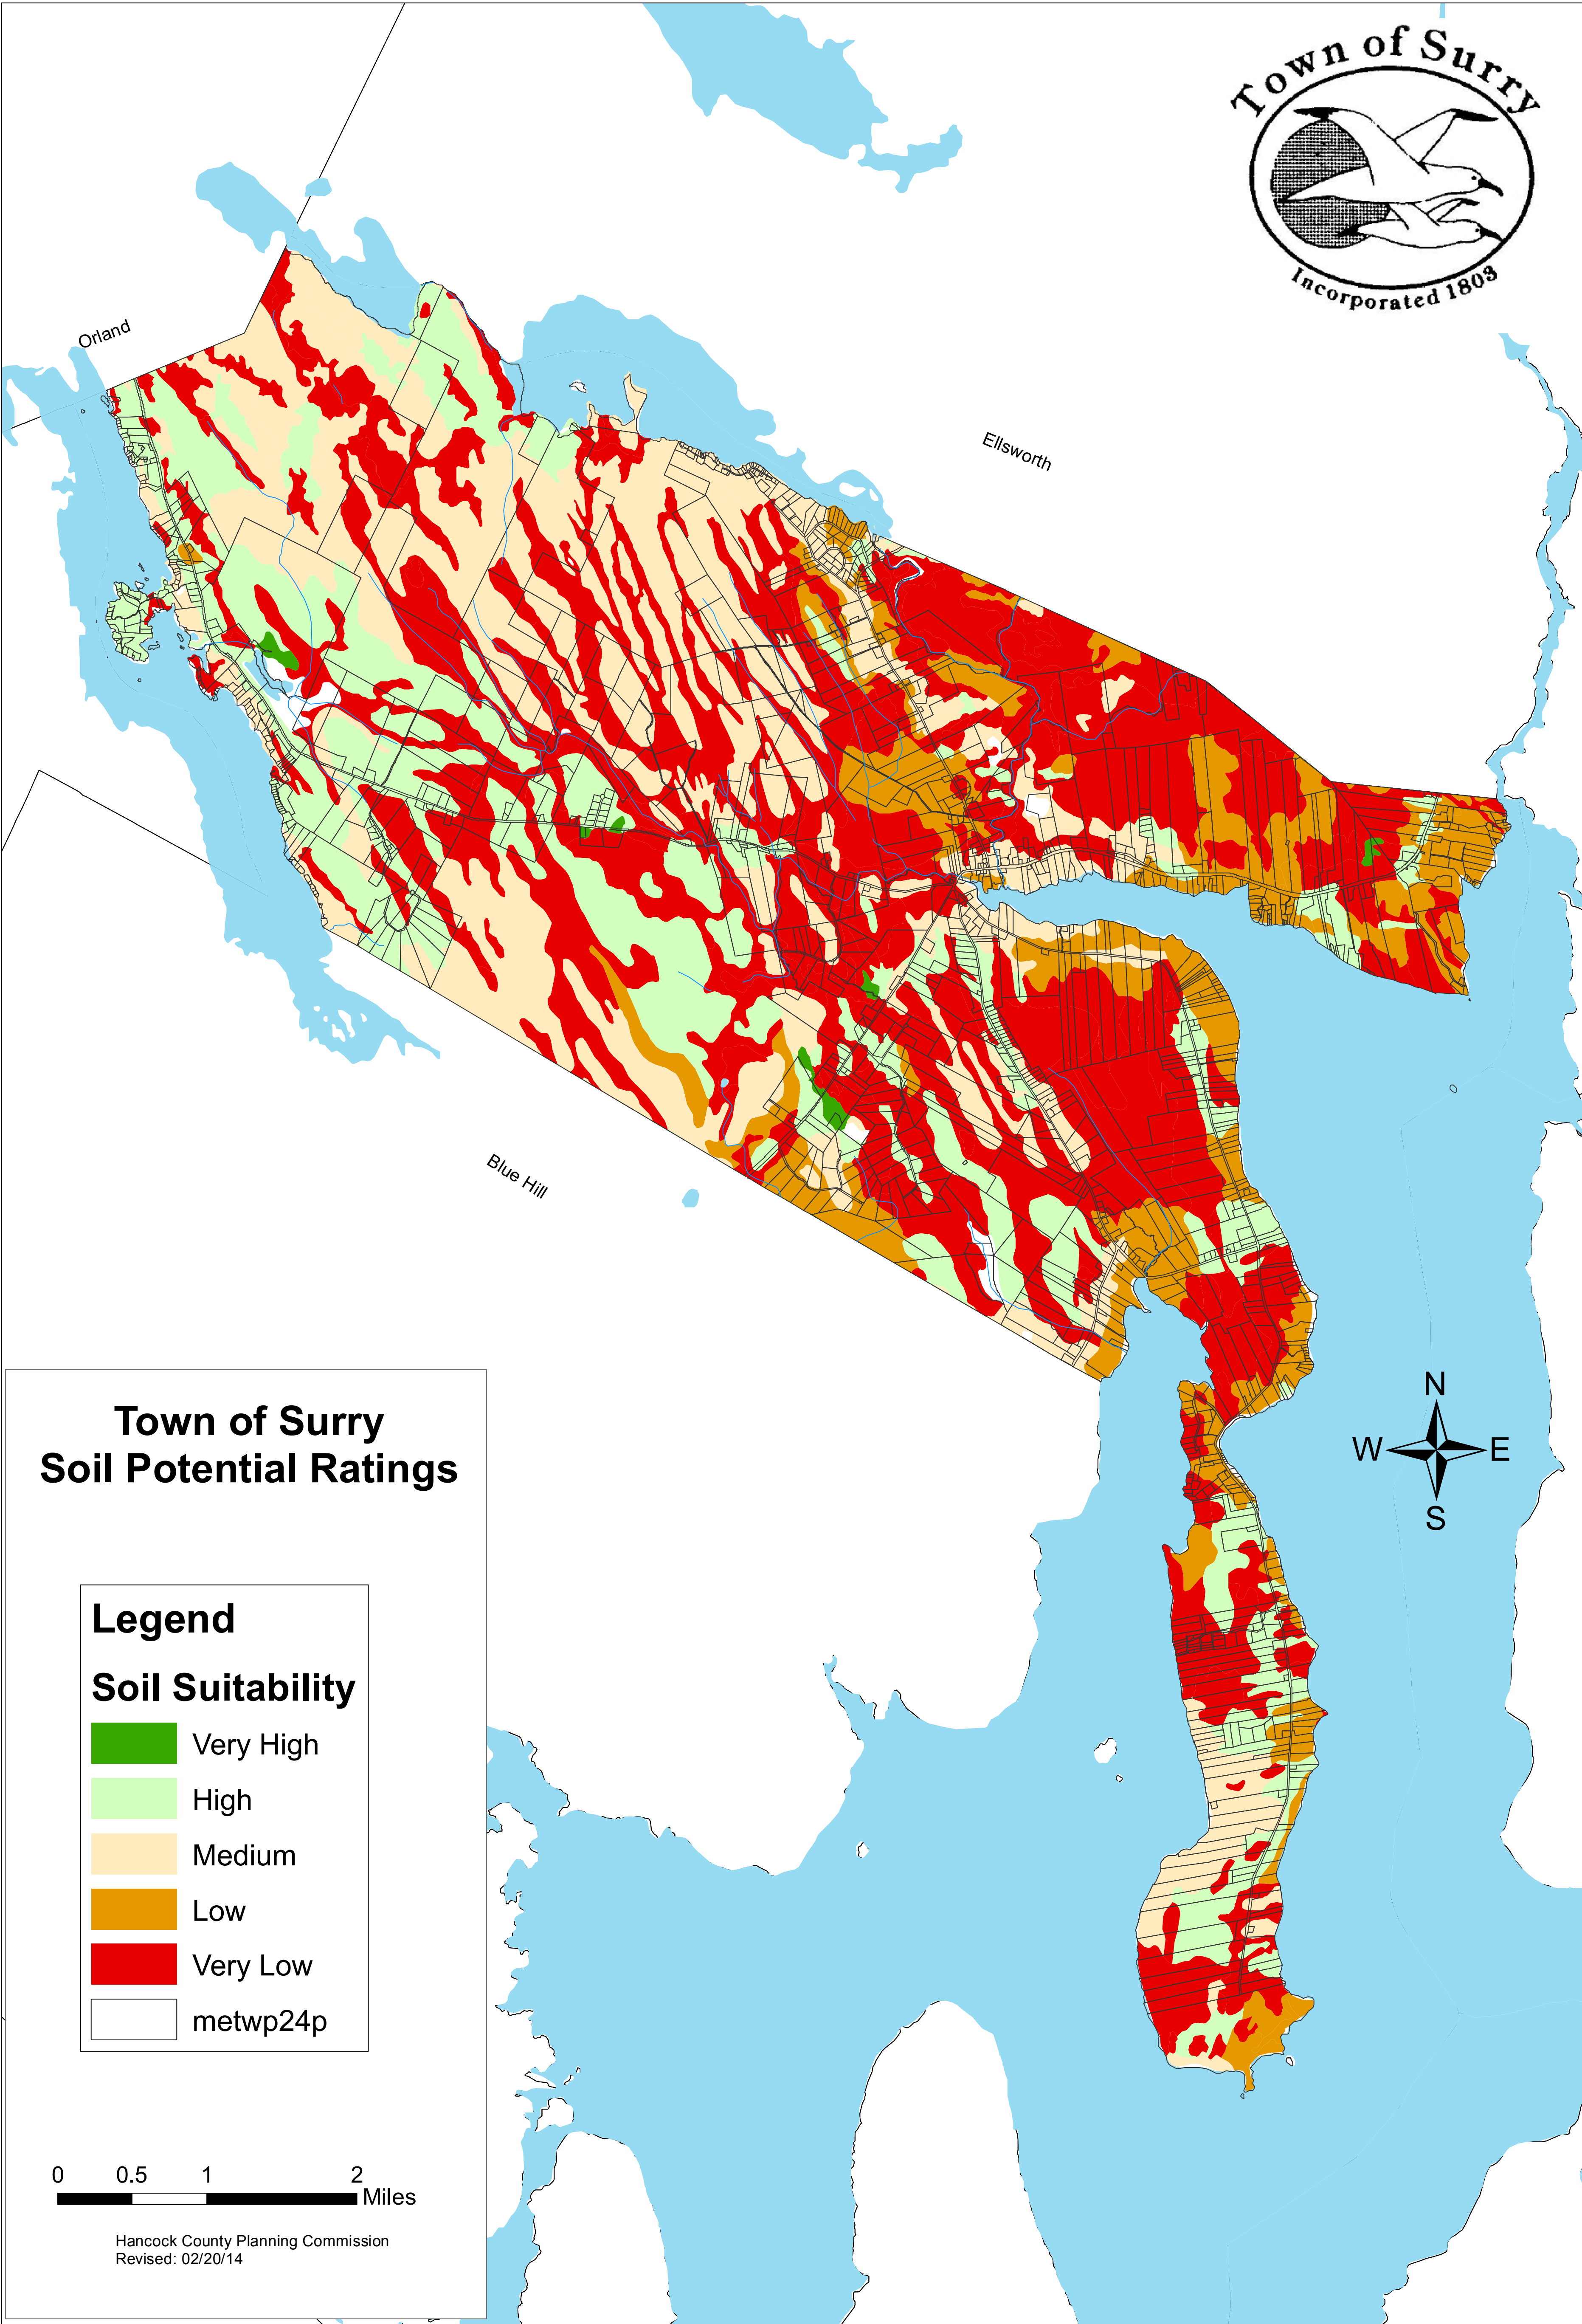 Town of Surry
Incorporated 1803
Orland
Ellsworth
Blue Hill
N
W E
S
Town of Surry
Soil Potential Ratings
Legend
Soil Suitability
Very High
High
Medium
Low
Very Low
metwp24p
0 0.5 1 2
Miles
Hancock County Planning Commission
Revised: 02/20/14